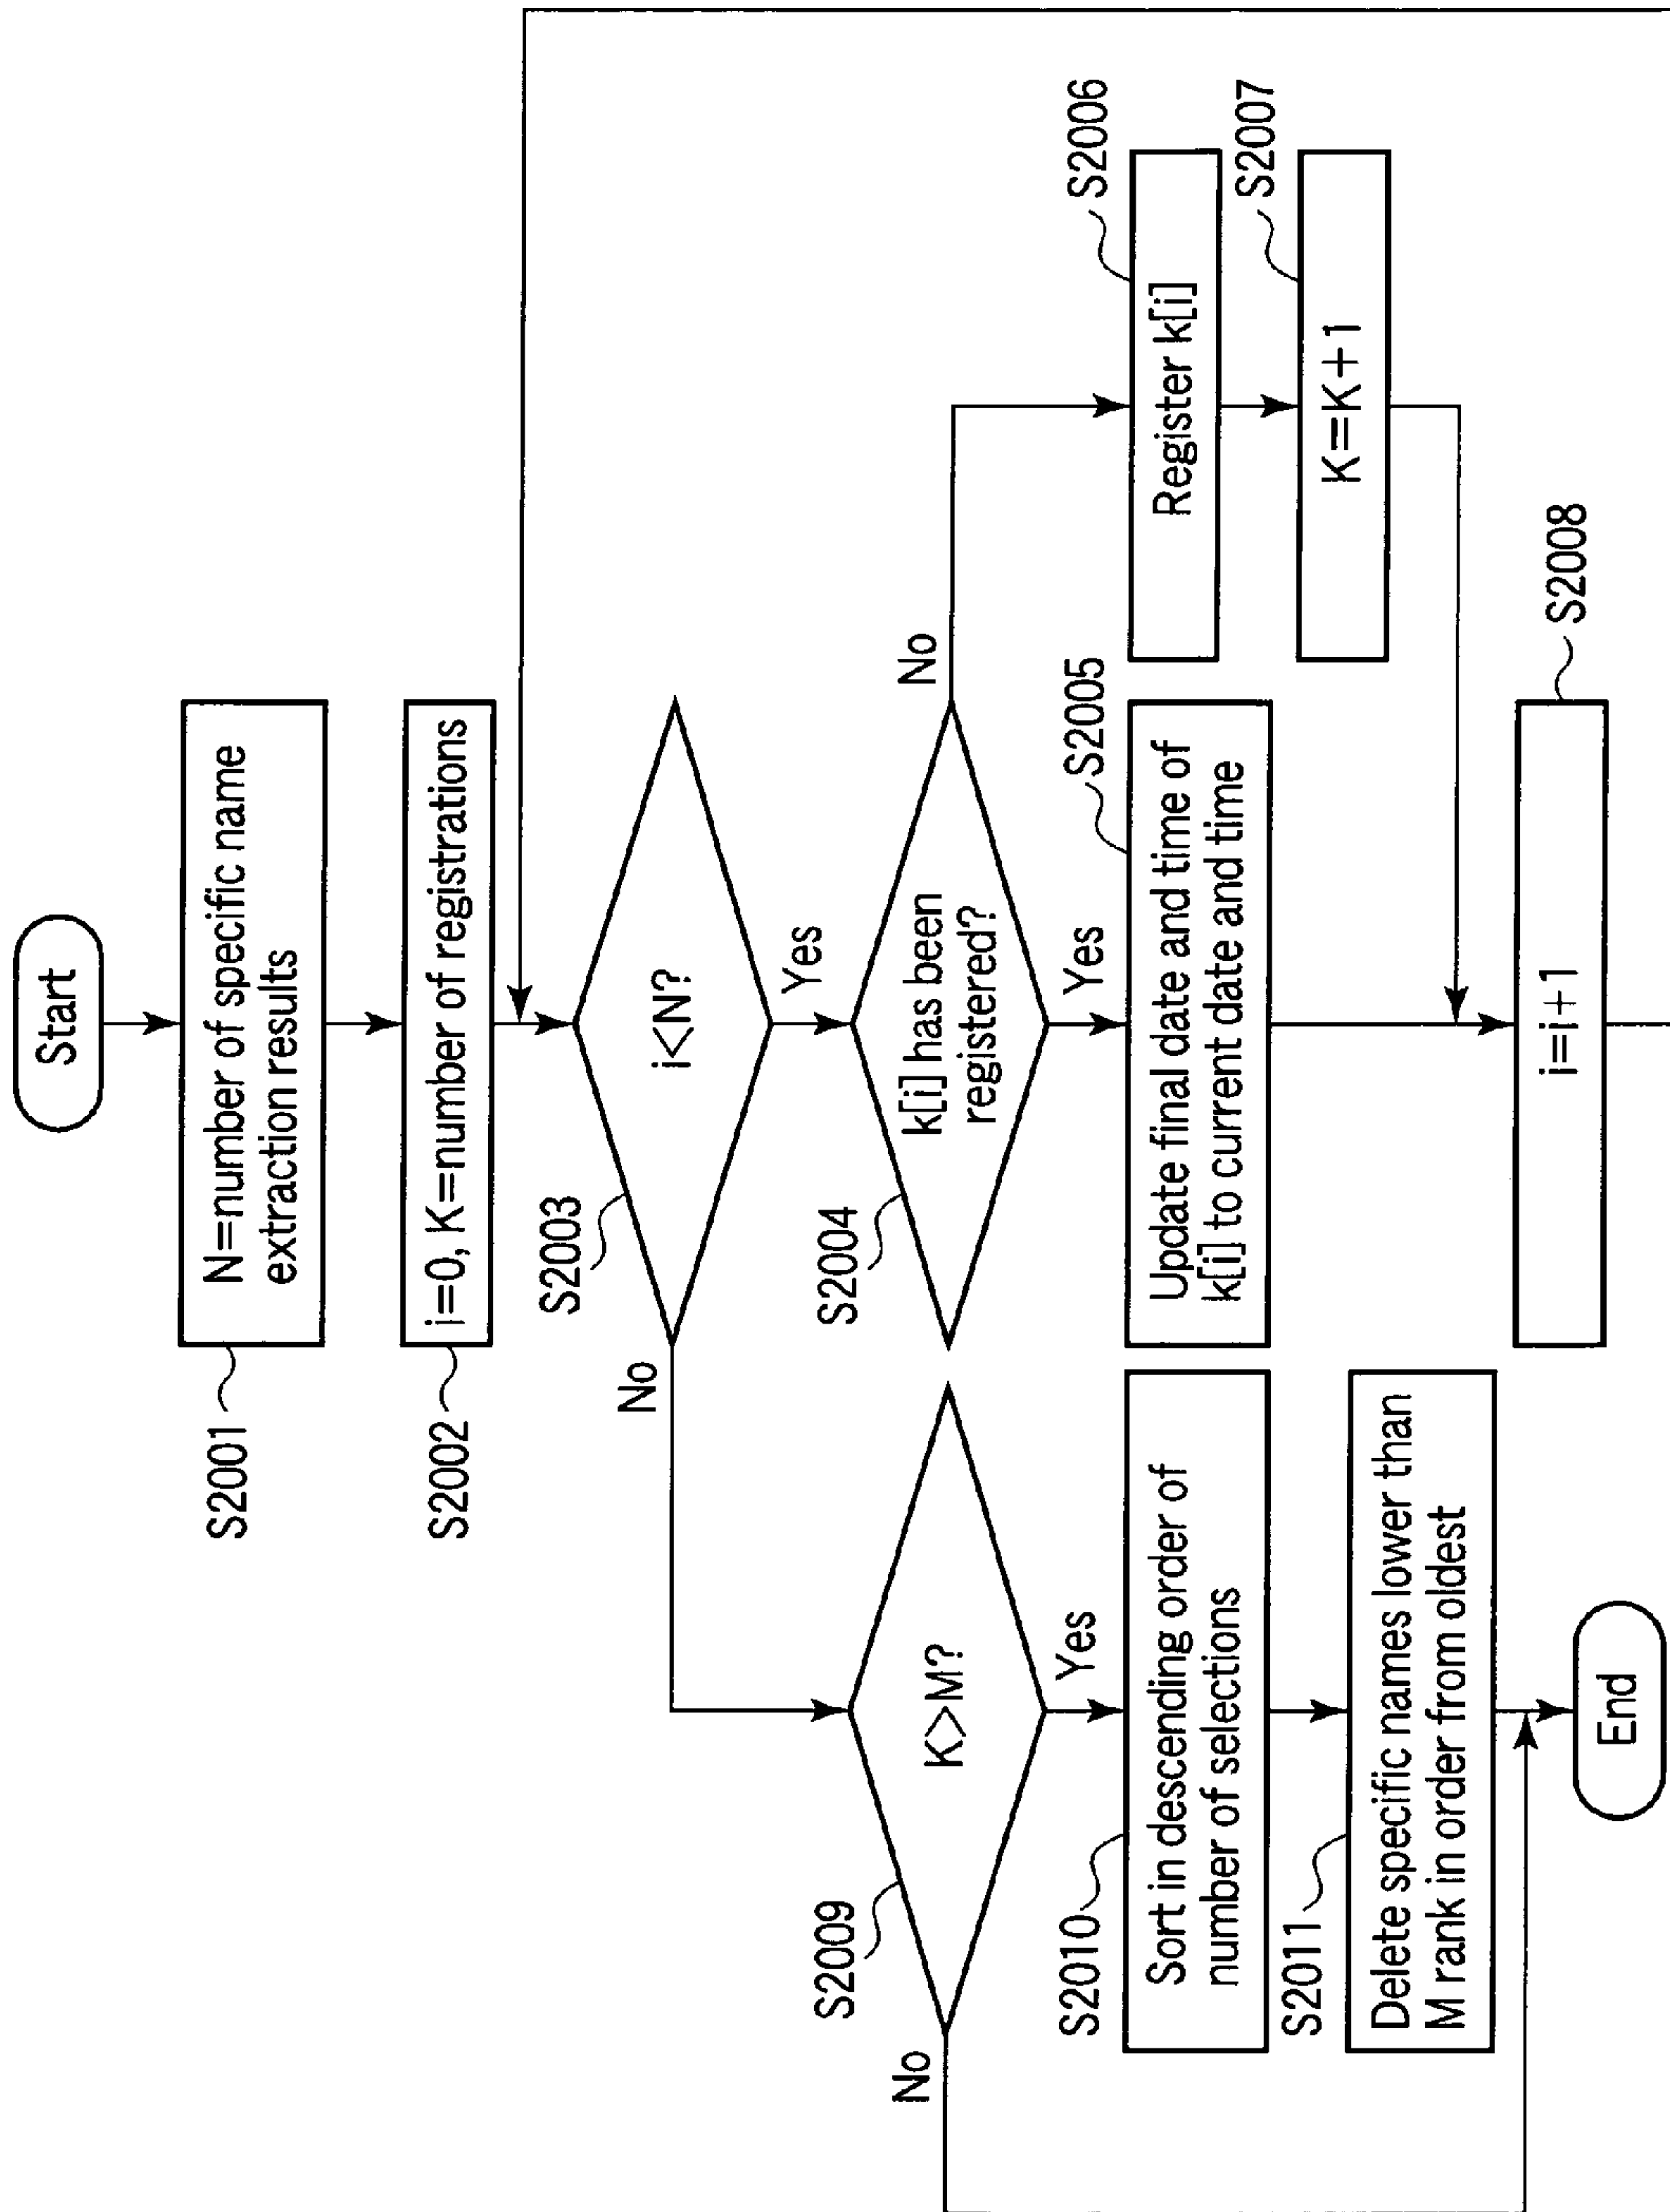 Start
S2001
N=number of specific name
extraction results
S2002
i=0, K=number of registrations
S2003
i<N?
No
Yes
S2004
k[i] has been
registered?
No
Yes
S2005
Update final date and time of
k[i] to current date and time
S2006
Register k[i]
S2007
K=K+1
S2008
i=i+1
S2009
K>M?
No
Yes
S2010
Sort in descending order of
number of selections
S2011
Delete specific names lower than
M rank in order from oldest
End